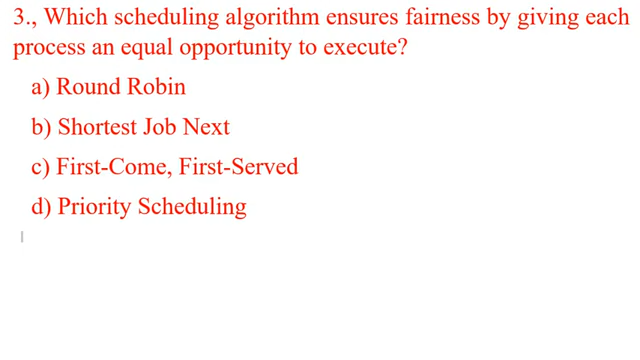 3., Which scheduling algorithm ensures fairness by giving each
process an equal opportunity to execute?
a) Round Robin
b) Shortest Job Next
c) First-Come, First-Served
d) Priority Scheduling